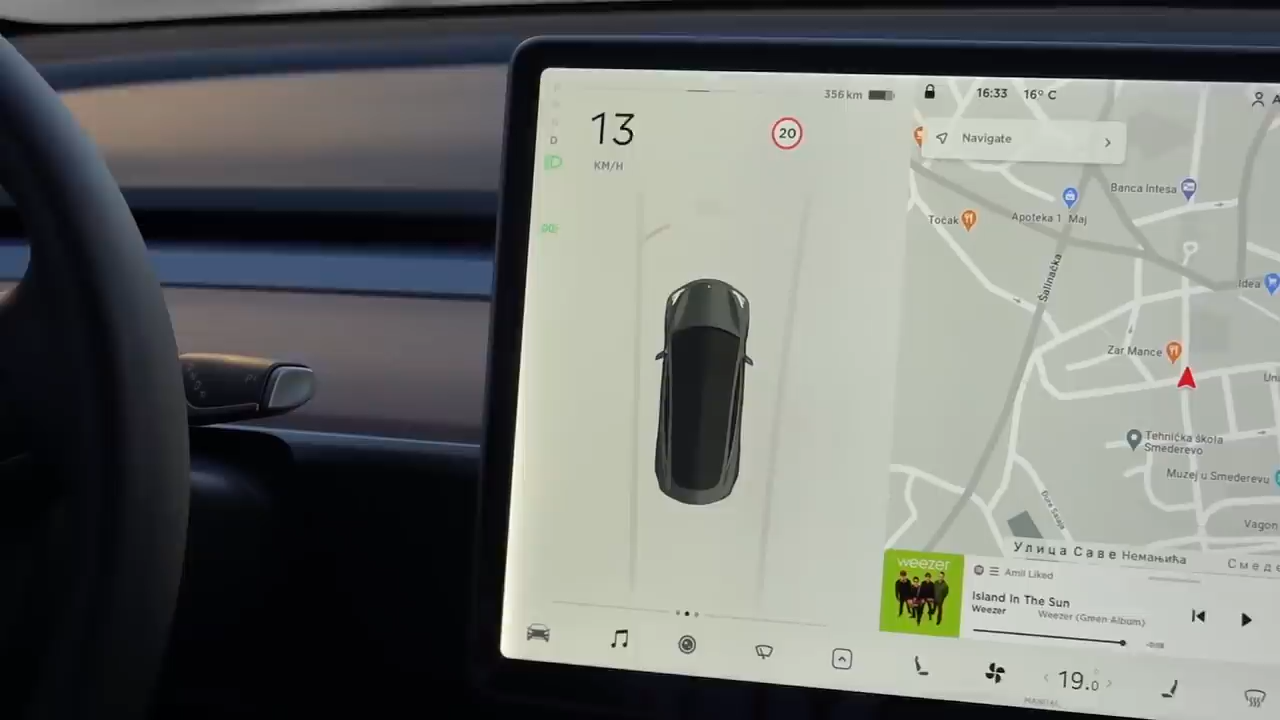 13
KM/H
D
20
356 km
16:33
16° C
Navigate
Banca Intesa
Točak
Apoteka 1 Maj
Šalinačka
Idea
Zar Mance
Tehnička škola
Smederevo
Muzej u Smederevu
Vagon
Улица Саве Немањића
weezer
Amil Liked
Island In The Sun
Weezer
Weezer (Green Album)
19.0
MANUAL